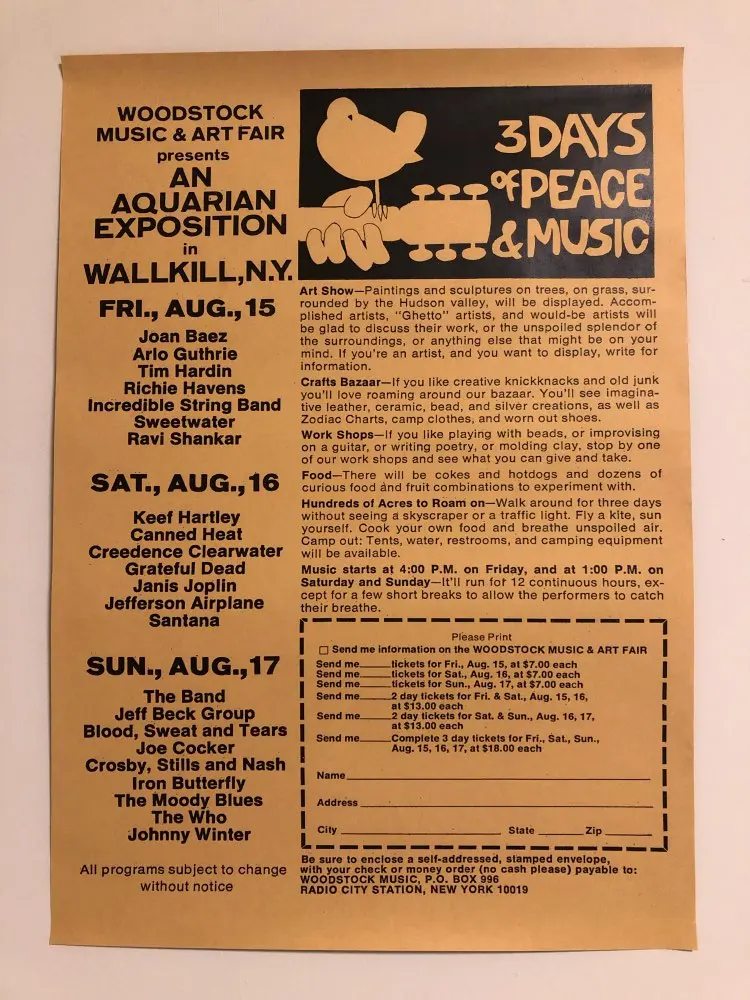 WOODSTOCK
MUSIC & ART FAIR
presents
AN
AQUARIAN
EXPOSITION
in
WALLKILL, N.Y.
FRI., AUG., 15
Joan Baez
Arlo Guthrie
Tim Hardin
Richie Havens
Incredible String Band
Sweetwater
Ravi Shankar
SAT., AUG., 16
Keef Hartley
Canned Heat
Creedence Clearwater
Grateful Dead
Janis Joplin
Jefferson Airplane
Santana
SUN., AUG., 17
The Band
Jeff Beck Group
Blood, Sweat and Tears
Joe Cocker
Crosby, Stills and Nash
Iron Butterfly
The Moody Blues
The Who
Johnny Winter
All programs subject to change
without notice
3 DAYS
OF PEACE
& MUSIC
Art Show—Paintings and sculptures on trees, on grass, sur-
rounded by the Hudson valley, will be displayed. Accom-
plished artists, "Ghetto" artists, and would-be artists will
be glad to discuss their work, or the unspoiled splendor of
the surroundings, or anything else that might be on your
mind. If you're an artist, and you want to display, write for
information.
Crafts Bazaar—If you like creative knickknacks and old junk
you'll love roaming around our bazaar. You'll see imagina-
tive leather, ceramic, bead, and silver creations, as well as
Zodiac Charts, camp clothes, and worn out shoes.
Work Shops—If you like playing with beads, or improvising
on a guitar, or writing poetry, or molding clay, stop by one
of our work shops and see what you can give and take.
Food—There will be cokes and hotdogs and dozens of
curious food and fruit combinations to experiment with.
Hundreds of Acres to Roam on—Walk around for three days
without seeing a skyscraper or a traffic light. Fly a kite, sun
yourself. Cook your own food and breathe unspoiled air.
Camp out: Tents, water, restrooms, and camping equipment
will be available.
Music starts at 4:00 P.M. on Friday, and at 1:00 P.M. on
Saturday and Sunday—It'll run for 12 continuous hours, ex-
cept for a few short breaks to allow the performers to catch
their breathe.
Please Print
☐ Send me information on the WOODSTOCK MUSIC & ART FAIR
Send me____tickets for Fri., Aug. 15, at $7.00 each
Send me____tickets for Sat., Aug. 16, at $7.00 each
Send me____tickets for Sun., Aug. 17, at $7.00 each
Send me____2 day tickets for Fri. & Sat., Aug. 15, 16,
at $13.00 each
Send me____2 day tickets for Sat. & Sun., Aug. 16, 17,
at $13.00 each
Send me____Complete 3 day tickets for Fri., Sat., Sun.,
Aug. 15, 16, 17, at $18.00 each
Name____
Address____
City____ State____ Zip____
Be sure to enclose a self-addressed, stamped envelope,
with your check or money order (no cash please) payable to:
WOODSTOCK MUSIC, P.O. BOX 996
RADIO CITY STATION, NEW YORK 10019